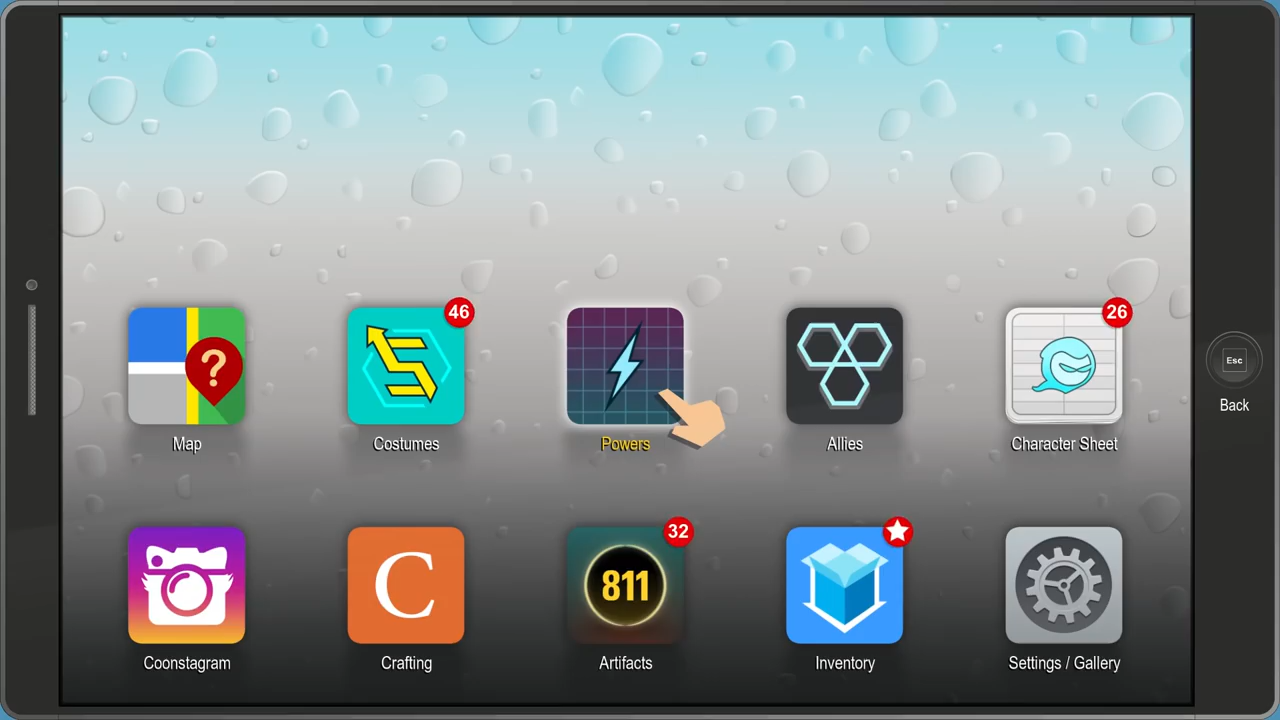 46
26
?
Map
Costumes
Powers
Allies
Character Sheet
Esc
Back
32
C
811
Coonstagram
Crafting
Artifacts
Inventory
Settings / Gallery